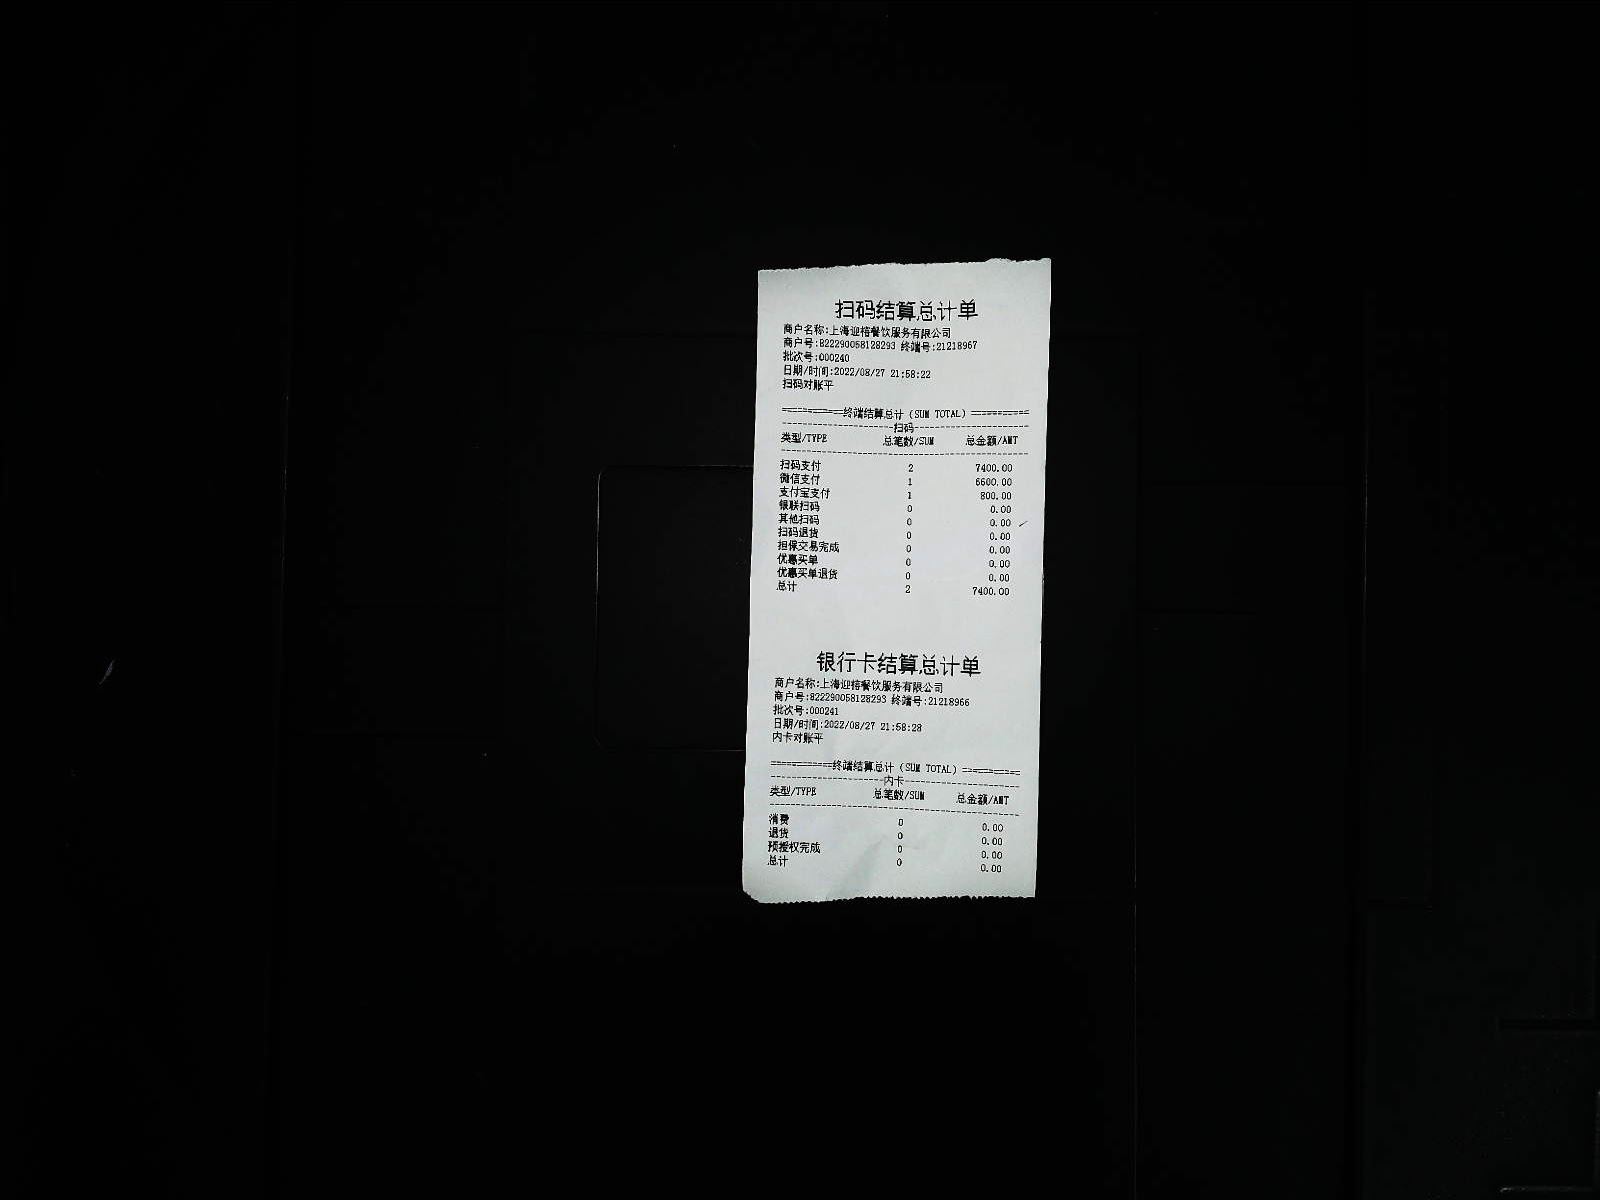 扫码结算总计单
商户名称:上海迎榕餐饮服务有限公司
商户号:822290058128293 终端号:21218967
批次号:000240
日期/时间:2022/08/27 21:58:22
扫码对账平
===========终端结算总计(SUM TOTAL)===========
--------------------扫码--------------------
类型/TYPE 总笔数/SUM 总金额/AMT
扫码支付 2 7400.00
微信支付 1 6600.00
支付宝支付 1 800.00
银联扫码 0 0.00
其他扫码 0 0.00
扫码退货 0 0.00
担保交易完成 0 0.00
优惠买单 0 0.00
优惠买单退货 0 0.00
总计 2 7400.00
银行卡结算总计单
商户名称:上海迎榕餐饮服务有限公司
商户号:822290058128293 终端号:21218966
批次号:000241
日期/时间:2022/08/27 21:58:28
内卡对账平
===========终端结算总计(SUM TOTAL)===========
--------------------内卡--------------------
类型/TYPE 总笔数/SUM 总金额/AMT
消费 0 0.00
退货 0 0.00
预授权完成 0 0.00
总计 0 0.00